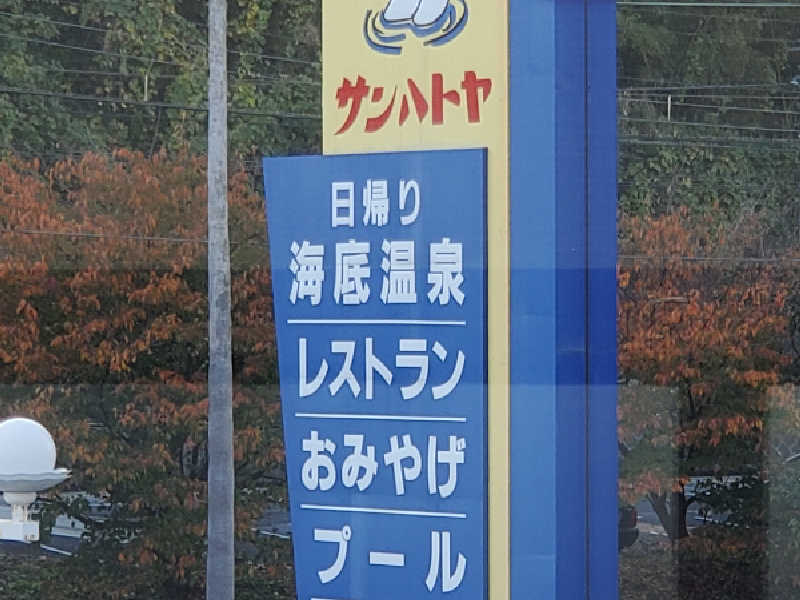 サンハトヤ
日帰り
海底温泉
レストラン
おみやげ
プール